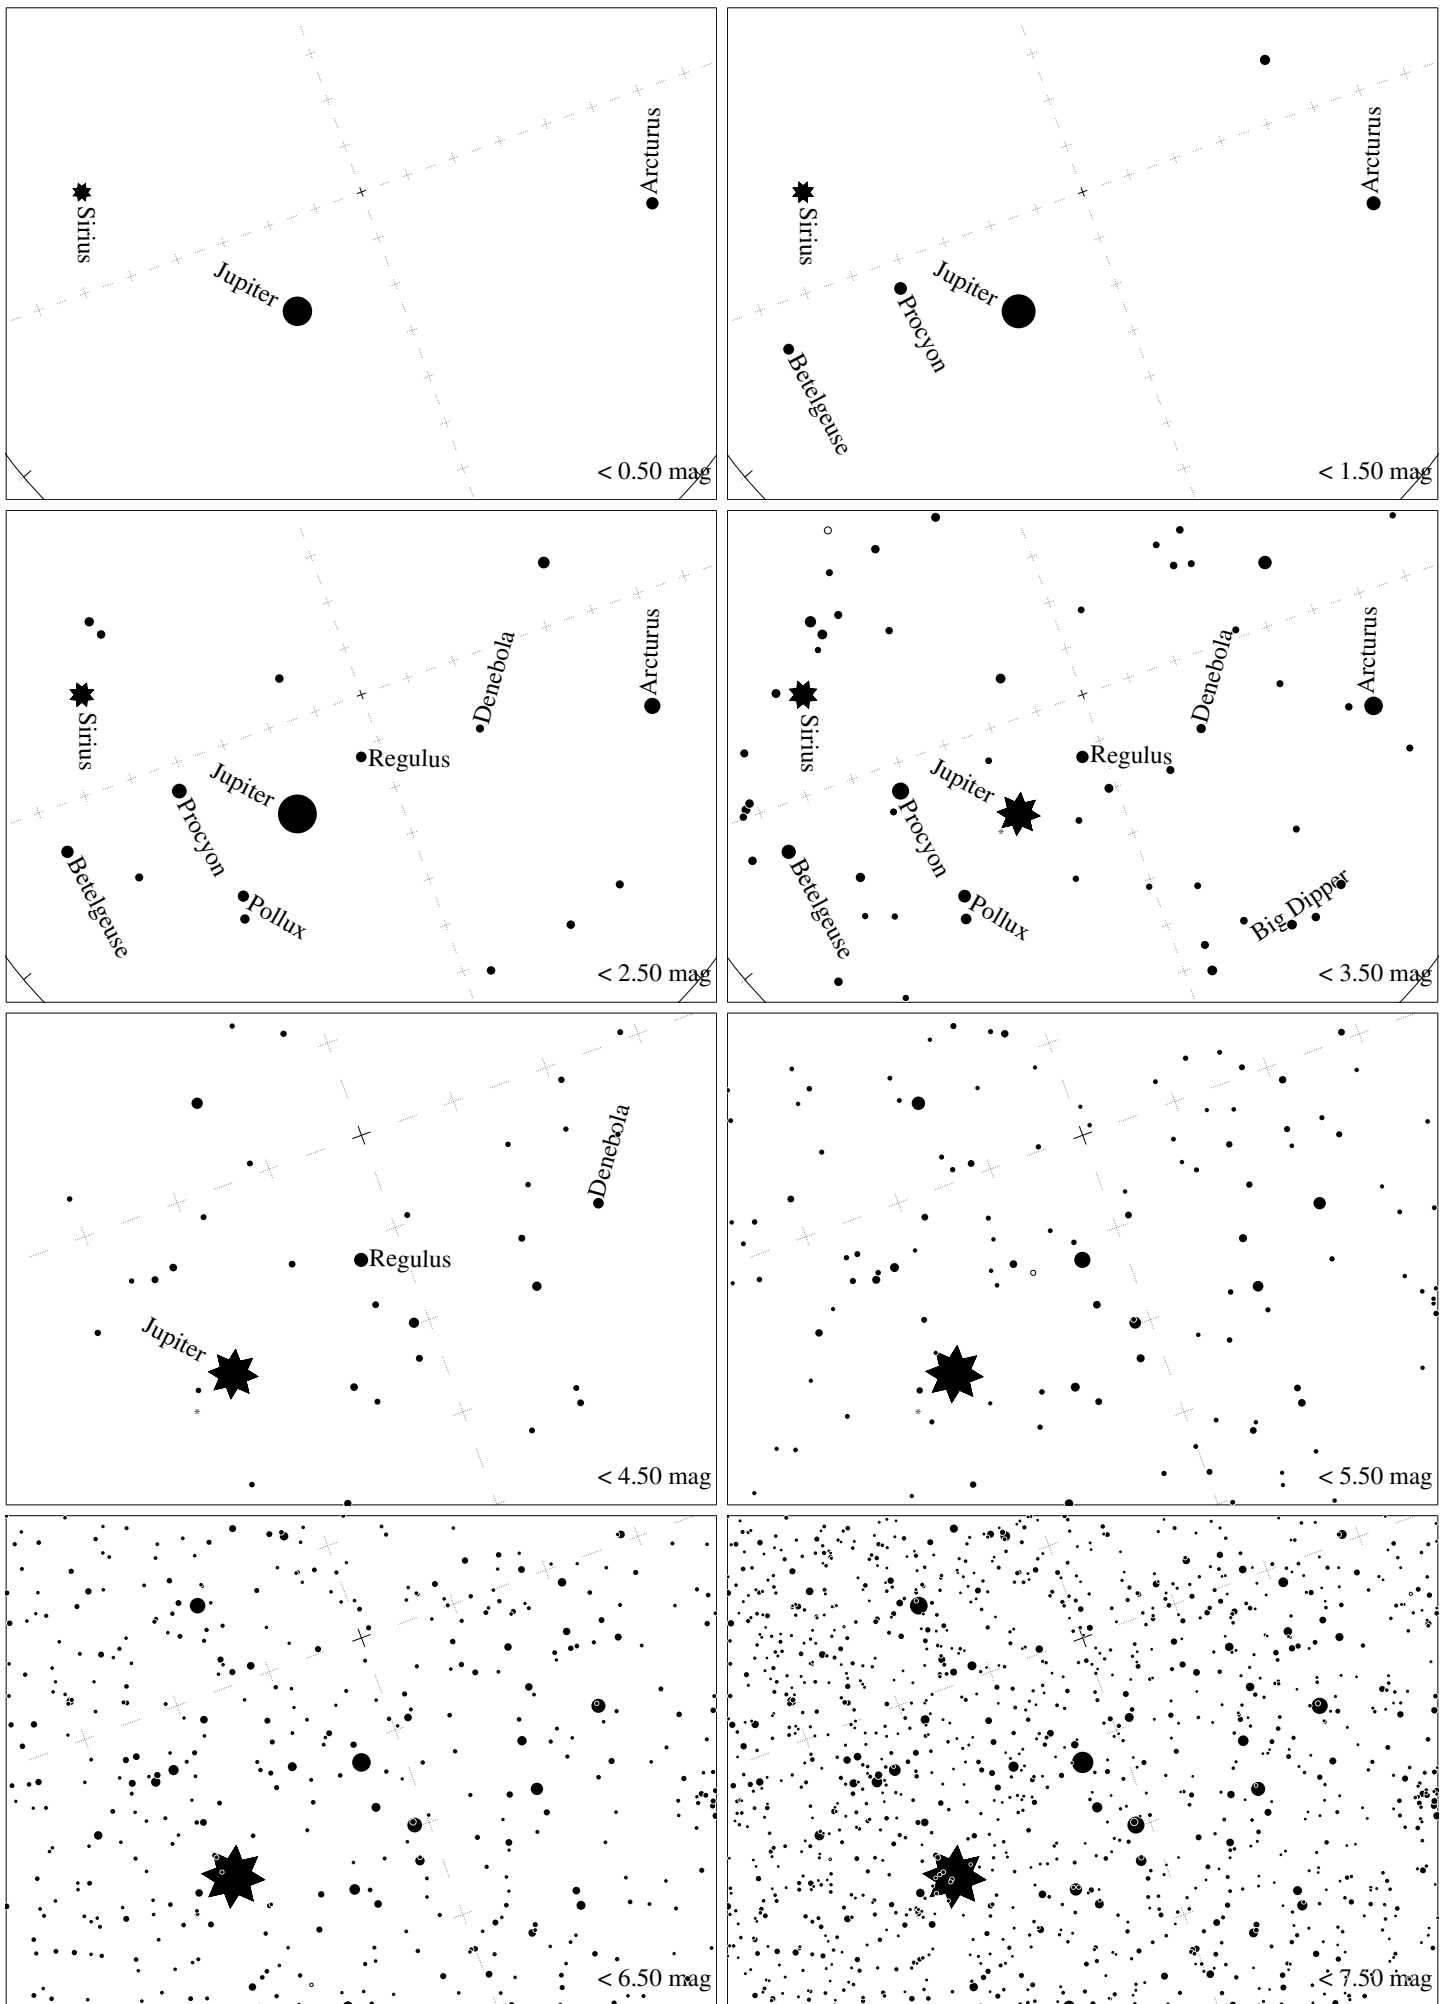 Arcturus
Sirius
Jupiter
< 0.50 mag
Arcturus
Sirius
Jupiter
Procyon
Betelgeuse
< 1.50 mag
Arcturus
Denebola
Sirius
Regulus
Jupiter
Procyon
Betelgeuse
Pollux
< 2.50 mag
Arcturus
Denebola
Sirius
Regulus
Jupiter
Procyon
Betelgeuse
Pollux
Big Dipper
< 3.50 mag
Denebola
Regulus
Jupiter
< 4.50 mag
< 5.50 mag
< 6.50 mag
< 7.50 mag